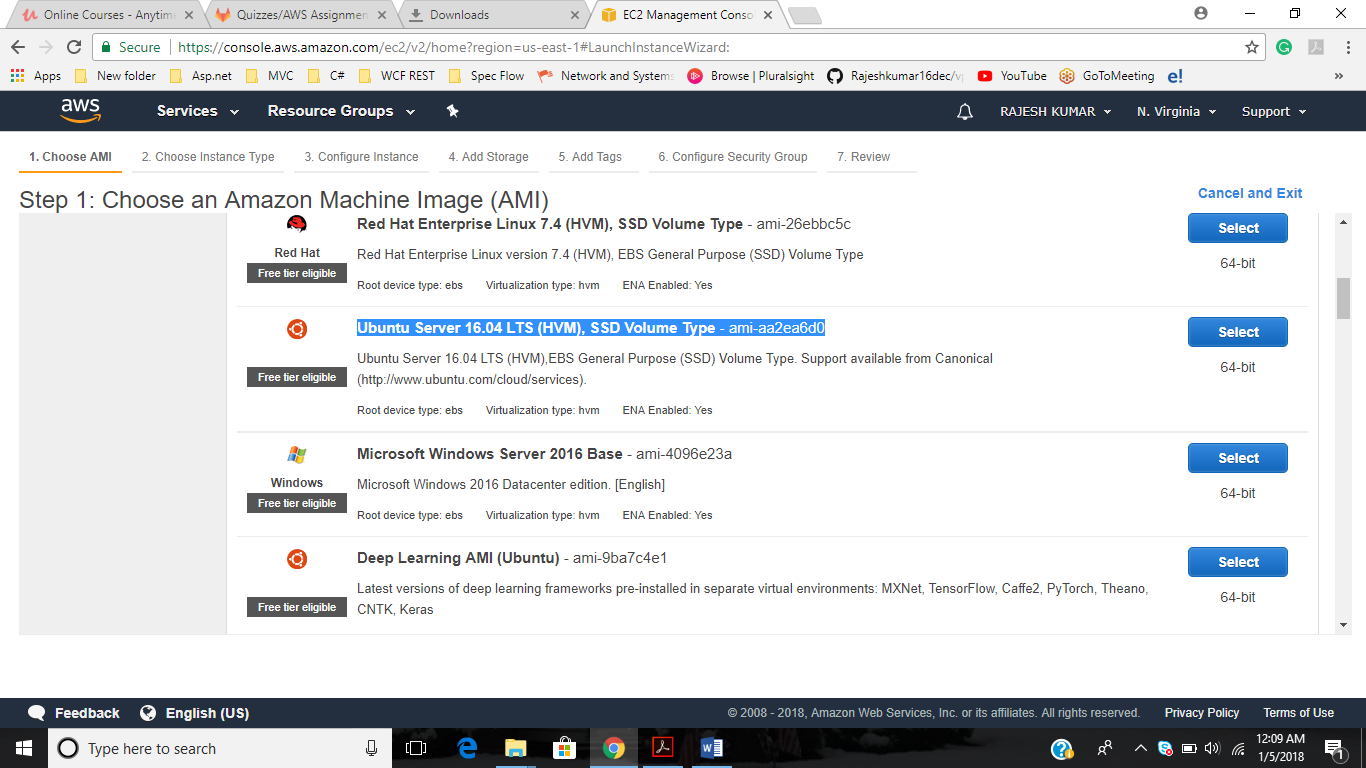 Online Courses - Anytim
Quizzes/AWS Assignmen
Downloads
EC2 Management Conso
Secure
https://console.aws.amazon.com/ec2/v2/home?region=us-east-1#LaunchInstanceWizard:
Apps
New folder
Asp.net
MVC
C#
WCF REST
Spec Flow
Network and Systems
Browse | Pluralsight
Rajeshkumar16dec/
YouTube
GoToMeeting
e!
»
aws
Services
Resource Groups
RAJESH KUMAR
N. Virginia
Support
1. Choose AMI
2. Choose Instance Type
3. Configure Instance
4. Add Storage
5. Add Tags
6. Configure Security Group
7. Review
Step 1: Choose an Amazon Machine Image (AMI)
Cancel and Exit
Red Hat
Free tier eligible
Red Hat Enterprise Linux 7.4 (HVM), SSD Volume Type - ami-26ebbc5c
Red Hat Enterprise Linux version 7.4 (HVM), EBS General Purpose (SSD) Volume Type
Root device type: ebs Virtualization type: hvm ENA Enabled: Yes
Select
64-bit
Free tier eligible
Ubuntu Server 16.04 LTS (HVM), SSD Volume Type - ami-aa2ea6d0
Ubuntu Server 16.04 LTS (HVM),EBS General Purpose (SSD) Volume Type. Support available from Canonical
(http://www.ubuntu.com/cloud/services).
Root device type: ebs Virtualization type: hvm ENA Enabled: Yes
Select
64-bit
Windows
Free tier eligible
Microsoft Windows Server 2016 Base - ami-4096e23a
Microsoft Windows 2016 Datacenter edition. [English]
Root device type: ebs Virtualization type: hvm ENA Enabled: Yes
Select
64-bit
Free tier eligible
Deep Learning AMI (Ubuntu) - ami-9ba7c4e1
Latest versions of deep learning frameworks pre-installed in separate virtual environments: MXNet, TensorFlow, Caffe2, PyTorch, Theano,
CNTK, Keras
Select
64-bit
Feedback
English (US)
© 2008 - 2018, Amazon Web Services, Inc. or its affiliates. All rights reserved.
Privacy Policy
Terms of Use
Type here to search
12:09 AM
1/5/2018
1